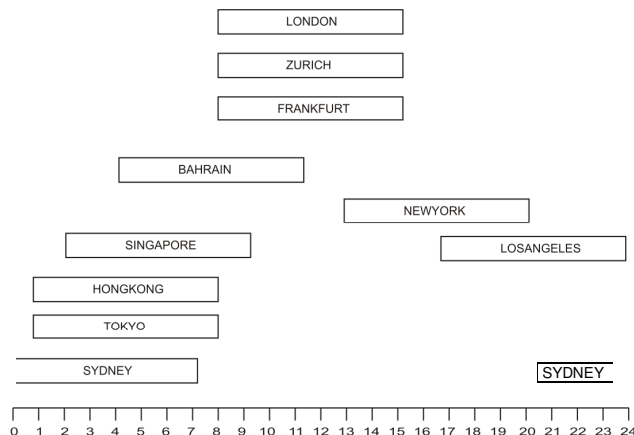 LONDON
ZURICH
FRANKFURT
BAHRAIN
NEWYORK
SINGAPORE
LOSANGELES
HONGKONG
TOKYO
SYDNEY
SYDNEY
0 1 2 3 4 5 6 7 8 9 10 11 12 13 14 15 16 17 18 19 20 21 22 23 24